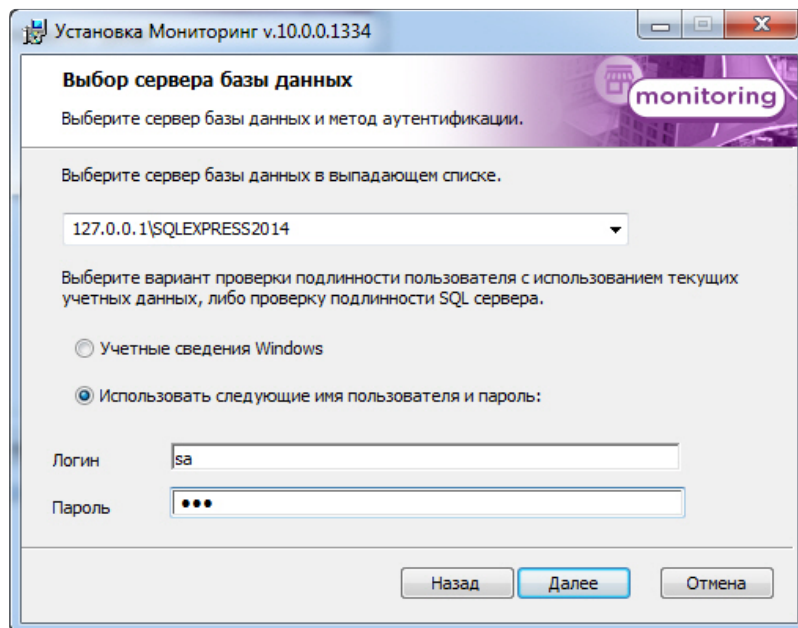 Установка Мониторинг v.10.0.0.1334
Выбор сервера базы данных
monitoring
Выберите сервер базы данных и метод аутентификации.
Выберите сервер базы данных в выпадающем списке.
127.0.0.1\SQLEXPRESS2014
Выберите вариант проверки подлинности пользователя с использованием текущих
учетных данных, либо проверку подлинности SQL сервера.
Учетные сведения Windows
Использовать следующие имя пользователя и пароль:
Логин sa
Пароль •••
Назад Далее Отмена